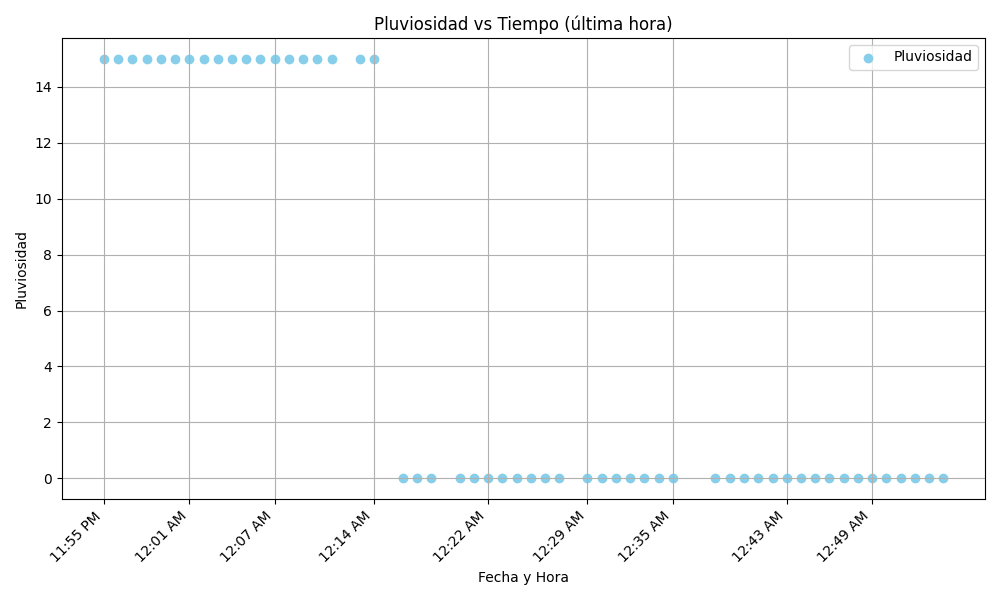 Pluviosidad vs Tiempo (última hora)
Pluviosidad
14
12
10
8
6
4
2
0
Pluviosidad
11:55 PM
12:01 AM
12:07 AM
12:14 AM
12:22 AM
12:29 AM
12:35 AM
12:43 AM
12:49 AM
Fecha y Hora